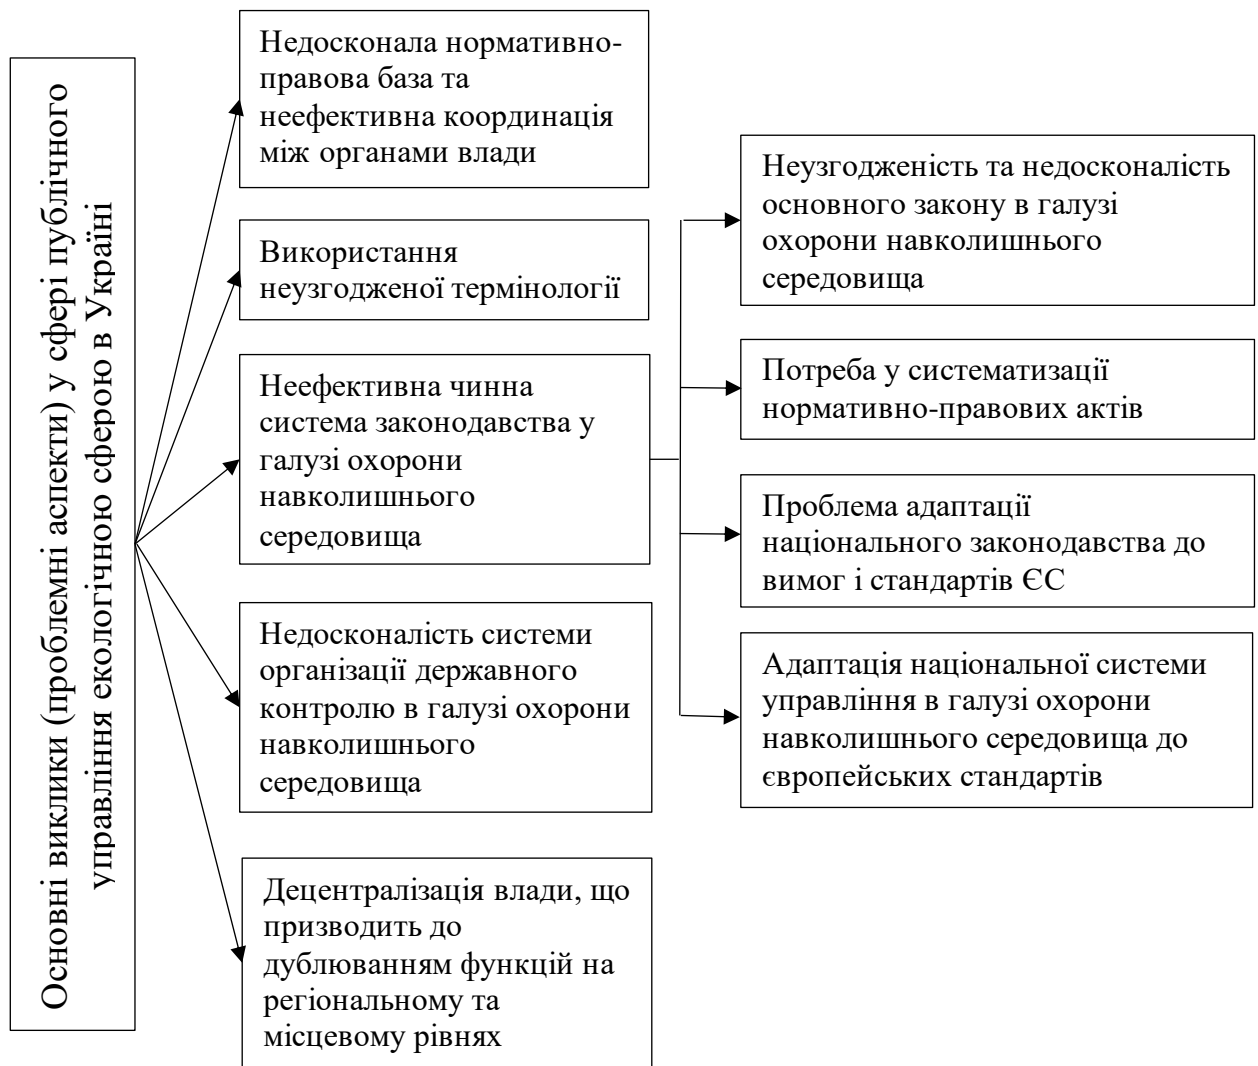 Основні виклики (проблемні аспекти) у сфері публічного
управління екологічною сферою в Україні
Недосконала нормативно-
правова база та
неефективна координація
між органами влади
Використання
неузгодженої термінології
Неефективна чинна
система законодавства у
галузі охорони
навколишнього
середовища
Недосконалість системи
організації державного
контролю в галузі охорони
навколишнього
середовища
Децентралізація влади, що
призводить до
дублюванням функцій на
регіональному та
місцевому рівнях
Неузгодженість та недосконалість
основного закону в галузі
охорони навколишнього
середовища
Потреба у систематизації
нормативно-правових актів
Проблема адаптації
національного законодавства до
вимог і стандартів ЄС
Адаптація національної системи
управління в галузі охорони
навколишнього середовища до
європейських стандартів